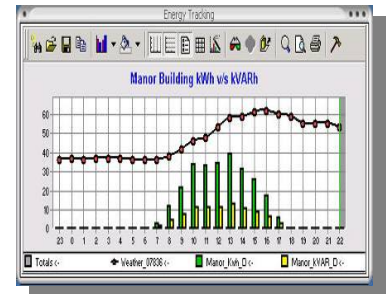 Energy Tracking
Manor Building kWh v/s kVARh
60
50
40
30
20
10
0
23 0 1 2 3 4 5 6 7 8 9 10 11 12 13 14 15 16 17 18 19 20 21 22
Totals <- Weather_07836 <- Manor_Kwh_D <- Manor_KVAR_D <-